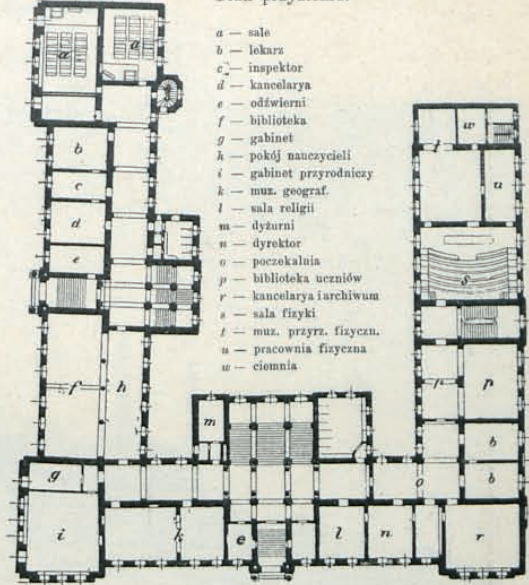 a — sale
b — lekarz
c — inspektor
d — kancelarya
e — odźwierni
f — biblioteka
g — gabinet
h — pokój nauczycieli
i — gabinet przyrodniczy
k — muz. geograf.
l — sala religii
m — dyżurni
n — dyrektor
o — poczekalnia
p — biblioteka uczniów
r — kancelarya i archiwum
s — sala fizyki
t — muz. przyrz. fizyczn.
u — pracownia fizyczna
w — ciemnia
a a
b
c
d
e
f h
g
i
k
m
e
l
n
o
r
t w
u
s
p p
b
b